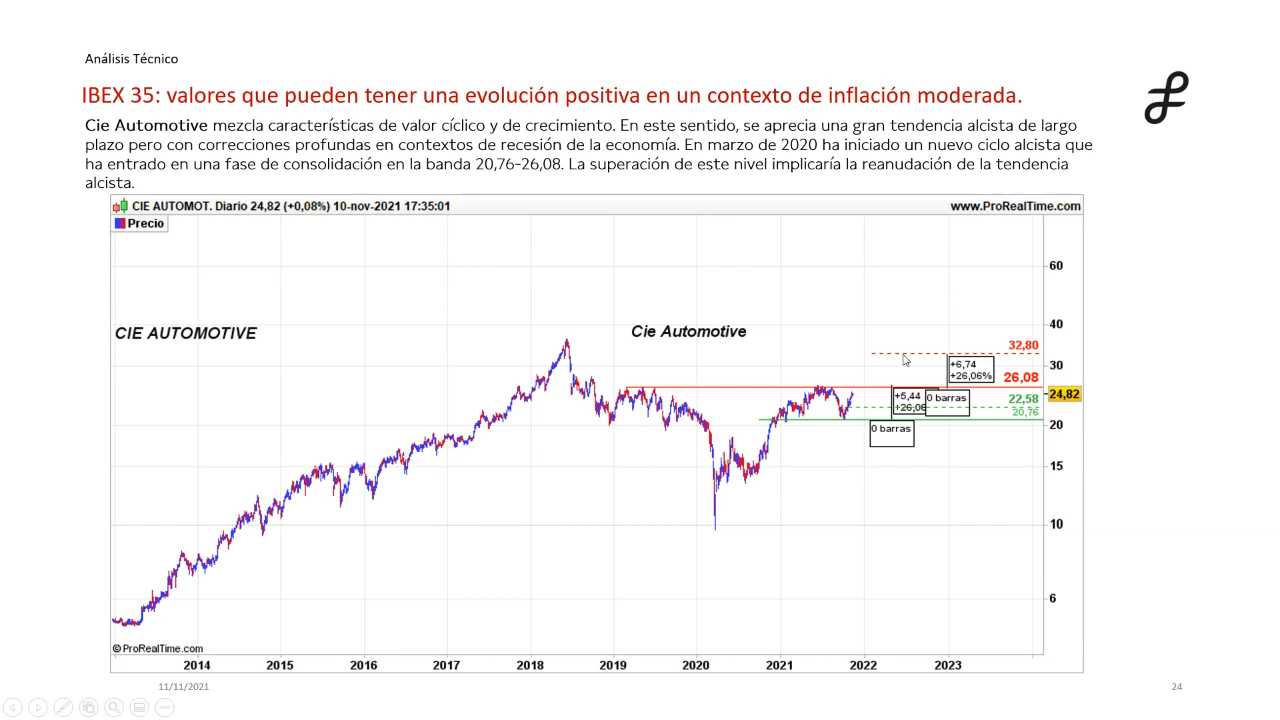 Análisis Técnico
IBEX 35: valores que pueden tener una evolución positiva en un contexto de inflación moderada.
Cie Automotive mezcla características de valor cíclico y de crecimiento. En este sentido, se aprecia una gran tendencia alcista de largo
plazo pero con correcciones profundas en contextos de recesión de la economía. En marzo de 2020 ha iniciado un nuevo ciclo alcista que
ha entrado en una fase de consolidación en la banda 20,76-26,08. La superación de este nivel implicaría la reanudación de la tendencia
alcista.
CIE AUTOMOT. Diario 24,82 (+0,08%) 10-nov-2021 17:35:01
www.ProRealTime.com
Precio
60
CIE AUTOMOTIVE
Cie Automotive
40
32,80
+6,74
+26,06%
30
26,08
+5,44
+26,06
0 barras
24,82
22,58
20,76
20
0 barras
15
10
6
© ProRealTime.com
2014 2015 2016 2017 2018 2019 2020 2021 2022 2023
11/11/2021
24